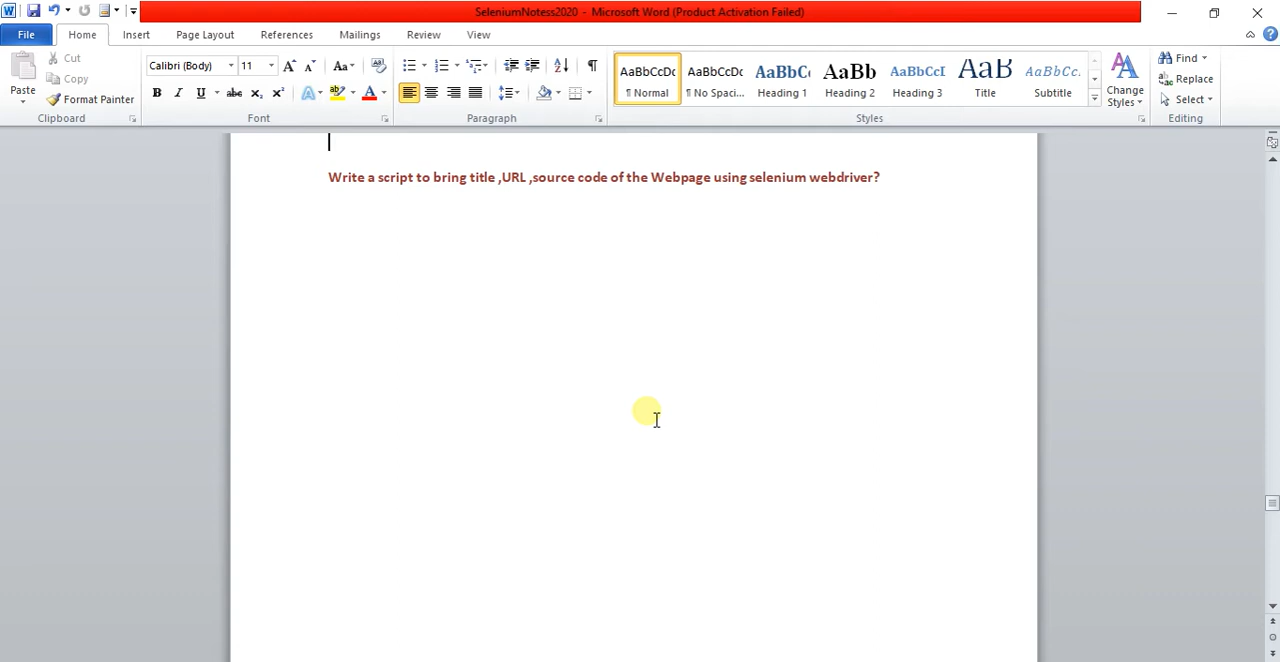 SeleniumNotess2020 - Microsoft Word (Product Activation Failed)
File Home Insert Page Layout References Mailings Review View
Paste
Cut
Copy
Format Painter
Clipboard
Calibri (Body) 11
Font
Paragraph
AaBbCcDc AaBbCcDc AaBbC AaBb AaBbCcI AaB AaBbCc.
¶ Normal ¶ No Spaci... Heading 1 Heading 2 Heading 3 Title Subtitle
Change
Styles
Styles
Find
Replace
Select
Editing
Write a script to bring title ,URL ,source code of the Webpage using selenium webdriver?